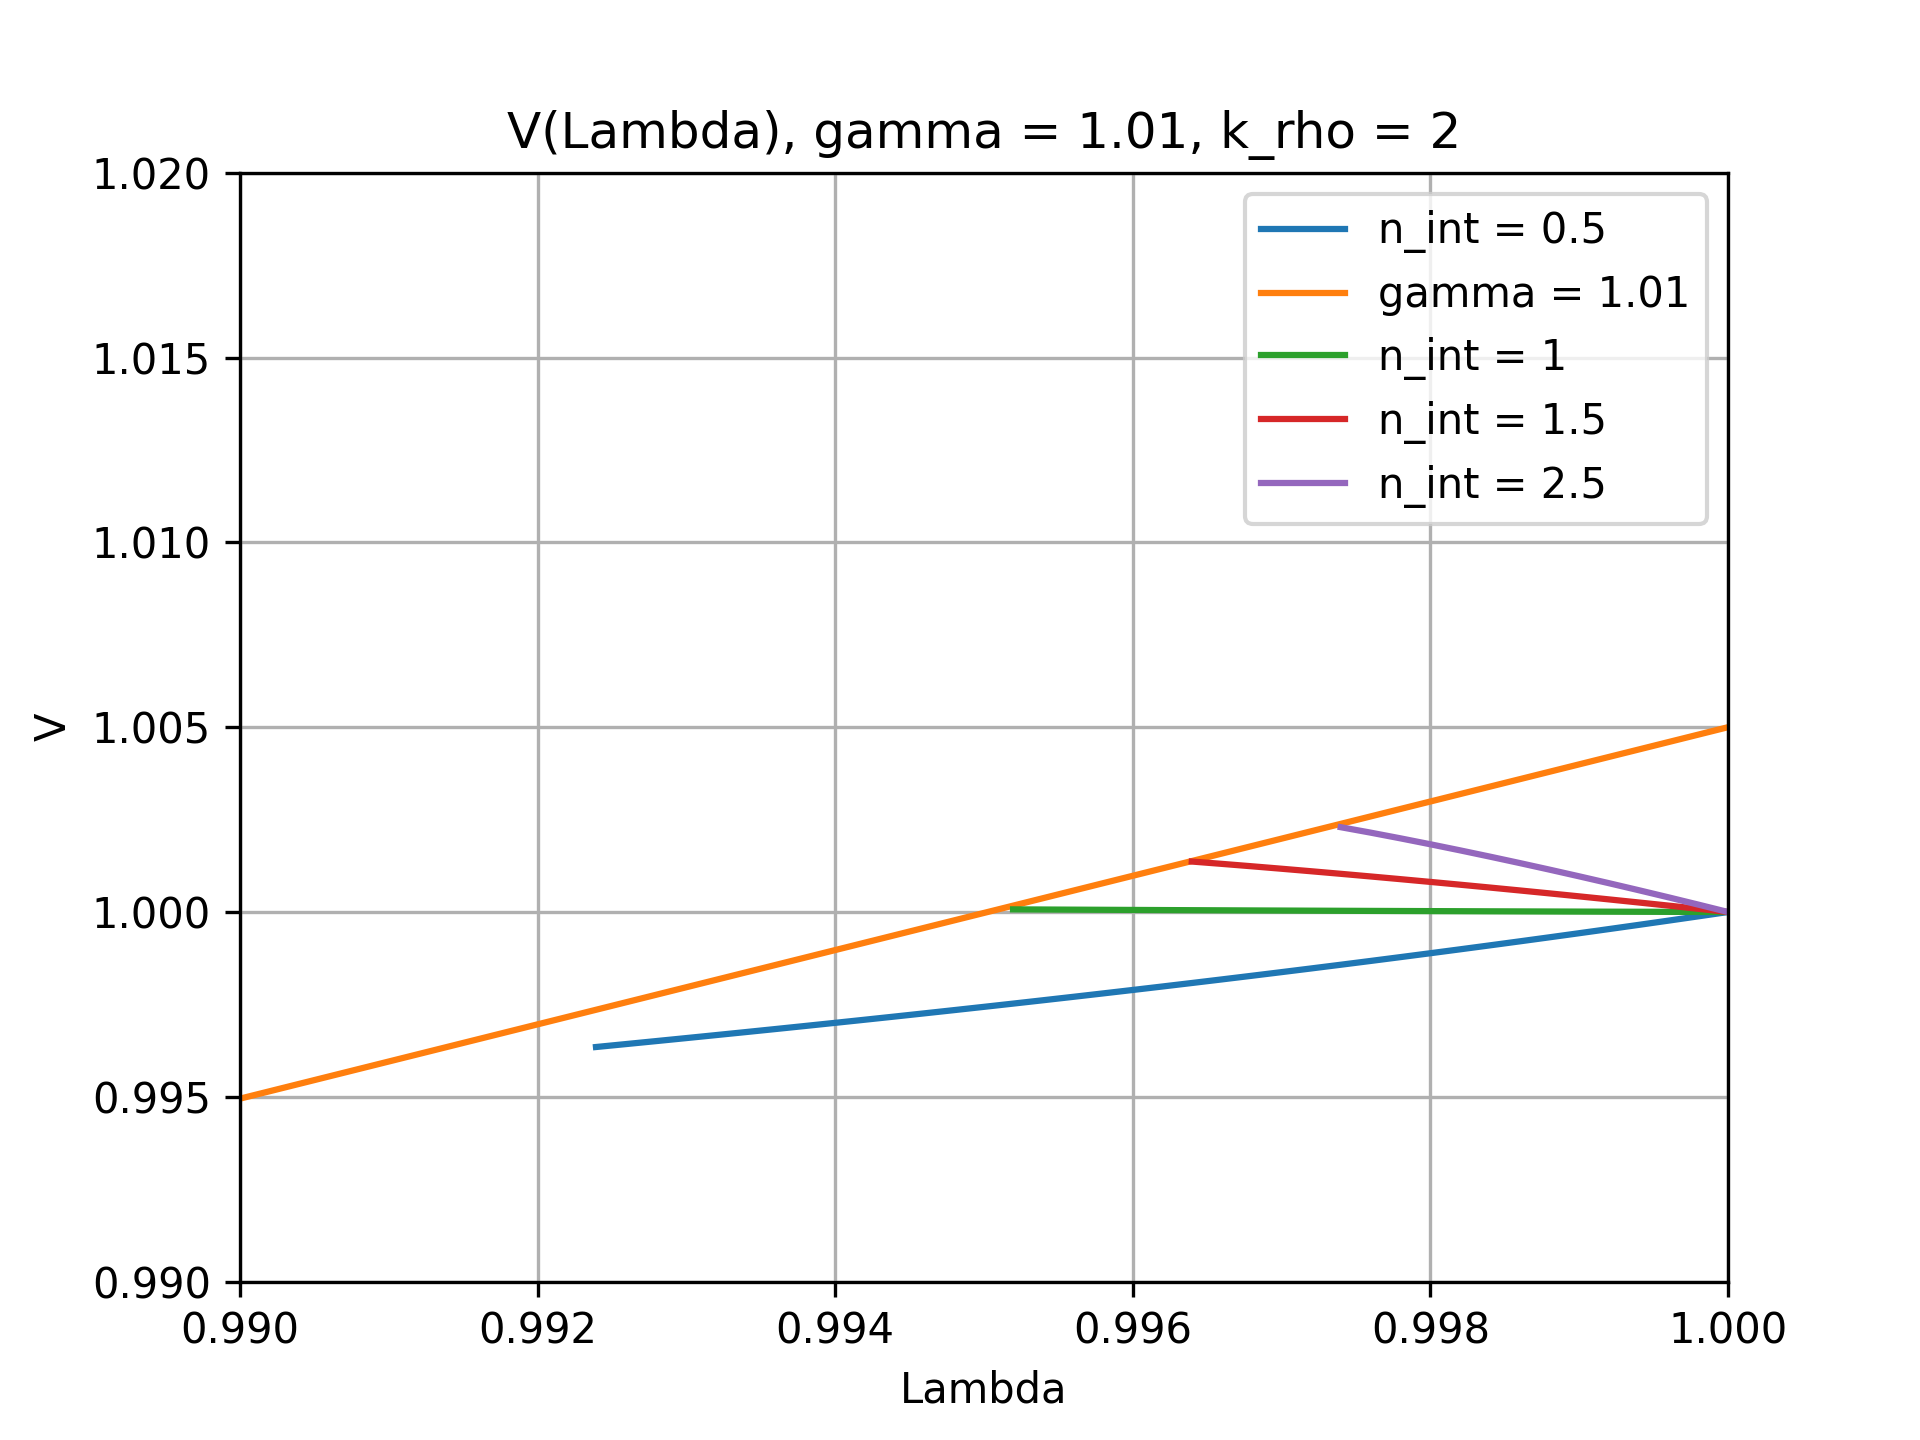 V(Lambda), gamma = 1.01, k_rho = 2
1.020
1.015
1.010
1.005
1.000
0.995
0.990
V
n_int = 0.5
gamma = 1.01
n_int = 1
n_int = 1.5
n_int = 2.5
0.990 0.992 0.994 0.996 0.998 1.000
Lambda